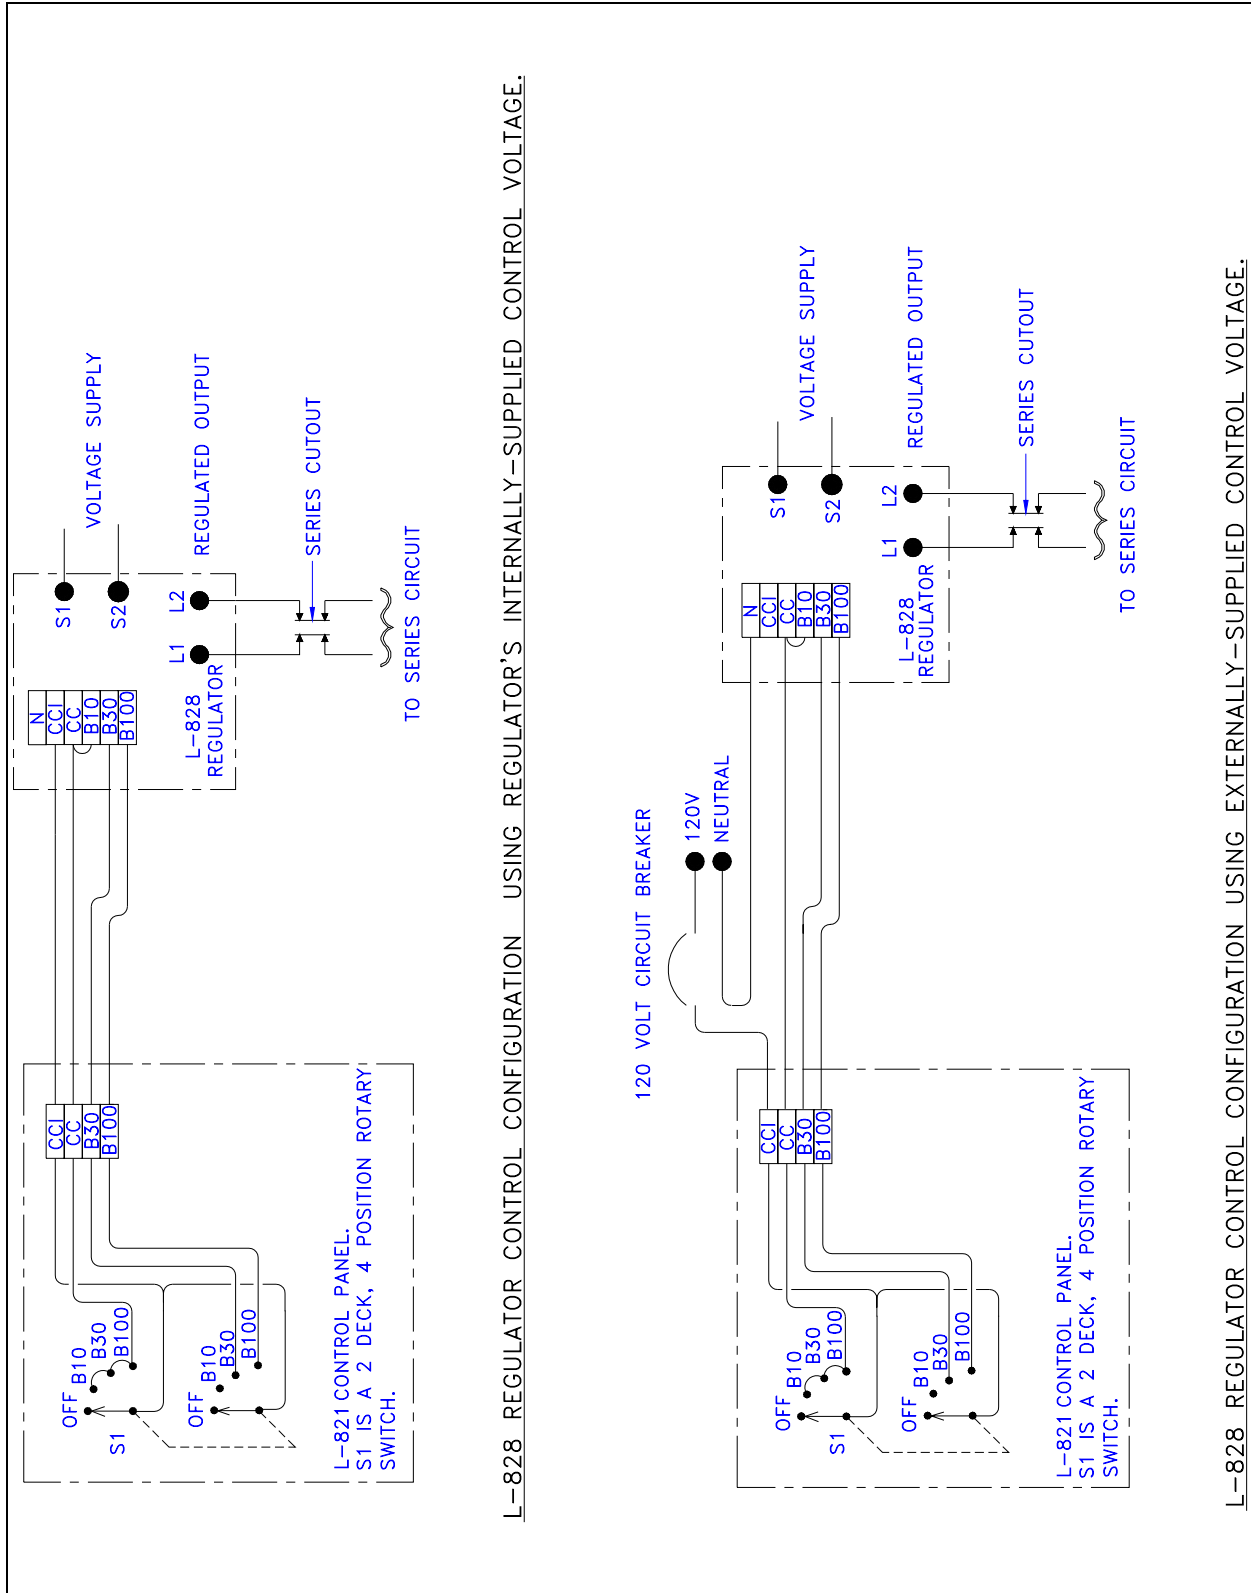 OFF
B10
B30
B100
S1
OFF
B10
B30
B100
L-821 CONTROL PANEL.
S1 IS A 2 DECK, 4 POSITION ROTARY
SWITCH.
CCI
CC
B30
B100
N
CCI
CC
B10
B30
B100
L-828
REGULATOR
S1
S2
VOLTAGE SUPPLY
L1
L2
REGULATED OUTPUT
SERIES CUTOUT
TO SERIES CIRCUIT
L-828 REGULATOR CONTROL CONFIGURATION USING REGULATOR'S INTERNALLY-SUPPLIED CONTROL VOLTAGE.
120 VOLT CIRCUIT BREAKER
120V
NEUTRAL
OFF
B10
B30
B100
S1
OFF
B10
B30
B100
L-821 CONTROL PANEL.
S1 IS A 2 DECK, 4 POSITION ROTARY
SWITCH.
CCI
CC
B30
B100
N
CCI
CC
B10
B30
B100
L-828
REGULATOR
S1
S2
VOLTAGE SUPPLY
L1
L2
REGULATED OUTPUT
SERIES CUTOUT
TO SERIES CIRCUIT
L-828 REGULATOR CONTROL CONFIGURATION USING EXTERNALLY-SUPPLIED CONTROL VOLTAGE.